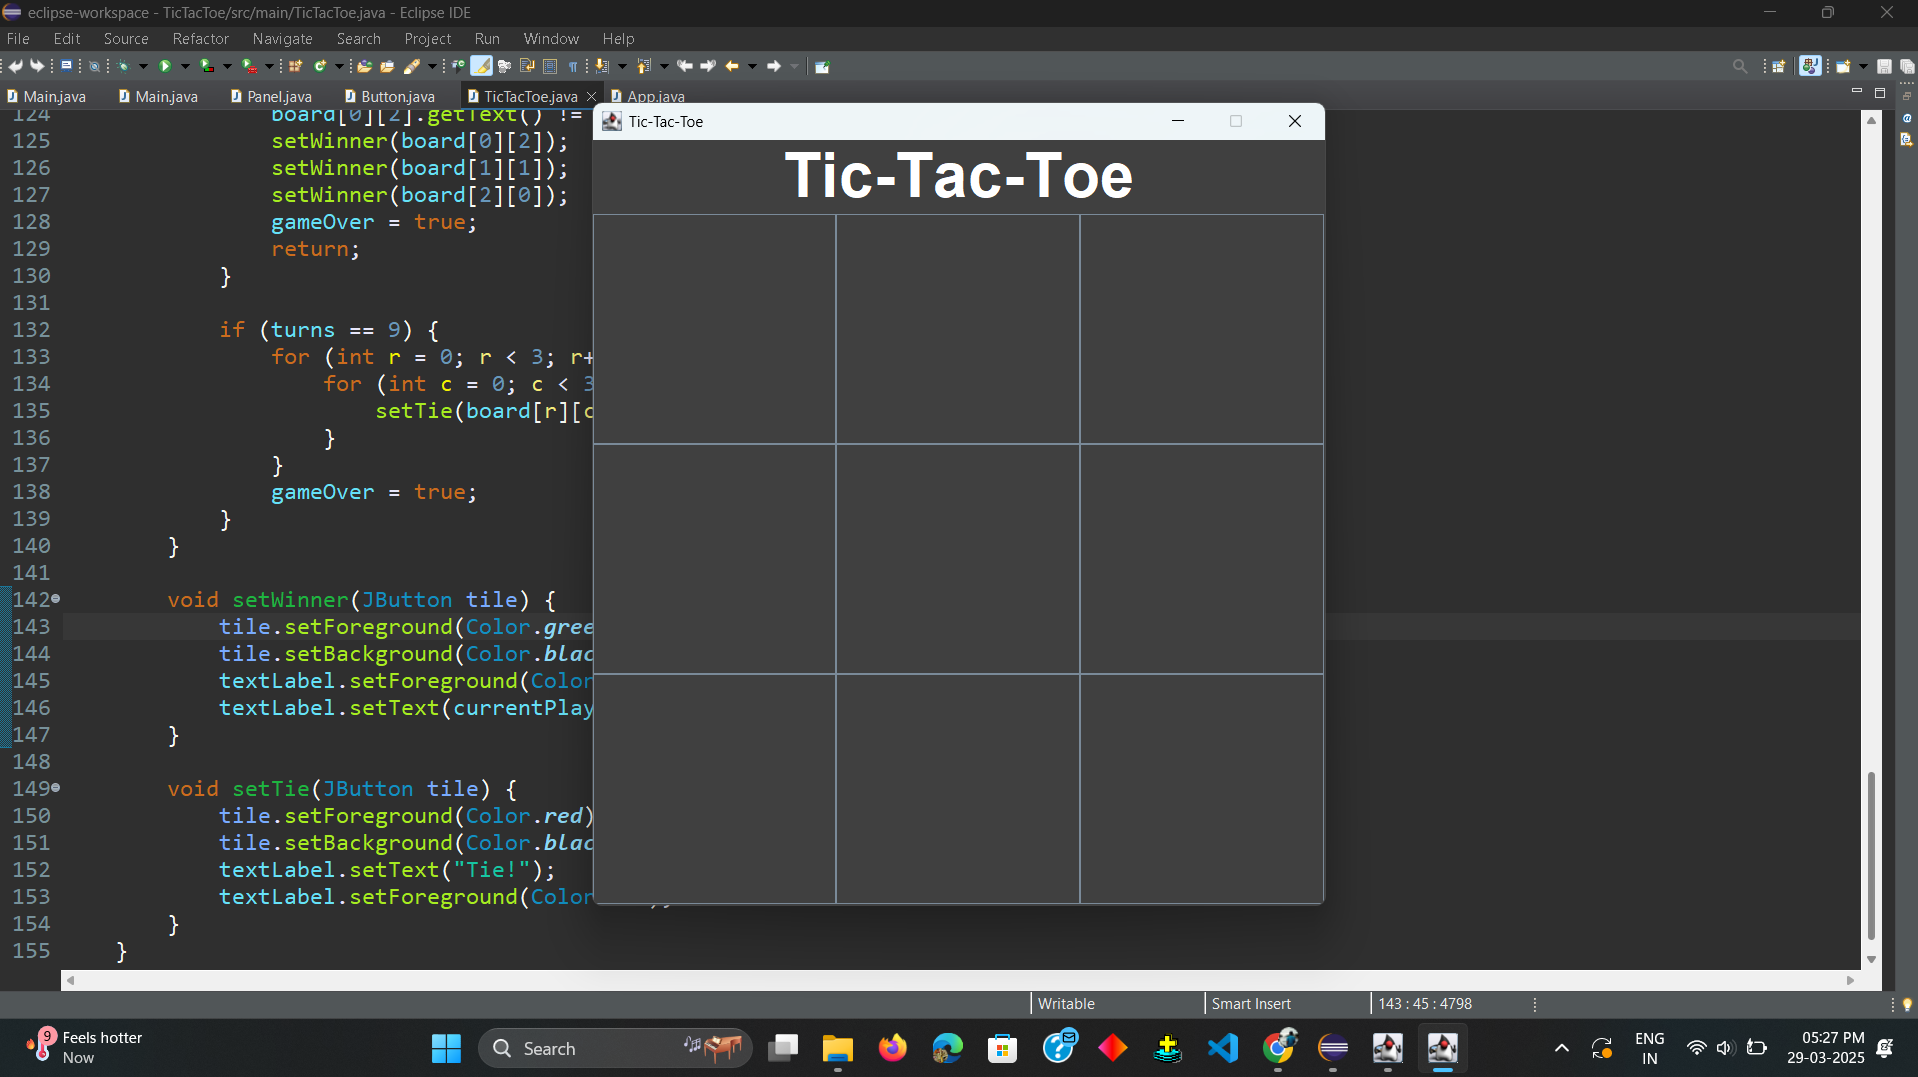 eclipse-workspace - TicTacToe/src/main/TicTacToe.java - Eclipse IDE
File Edit Source Refactor Navigate Search Project Run Window Help
Main.java Main.java Panel.java Button.java TicTacToe.java App.java
124 board[0][2].getText() !=
125 setWinner(board[0][2]);
126 setWinner(board[1][1]);
127 setWinner(board[2][0]);
128 gameOver = true;
129 return;
130 }
131
132 if (turns == 9) {
133 for (int r = 0; r < 3; r+
134 for (int c = 0; c < 3
135 setTie(board[r][c
136 }
137 }
138 gameOver = true;
139 }
140 }
141
142 void setWinner(JButton tile) {
143 tile.setForeground(Color.gree
144 tile.setBackground(Color.blac
145 textLabel.setForeground(Color
146 textLabel.setText(currentPlay
147 }
148
149 void setTie(JButton tile) {
150 tile.setForeground(Color.red)
151 tile.setBackground(Color.blac
152 textLabel.setText("Tie!");
153 textLabel.setForeground(Color
154 }
155 }
Tic-Tac-Toe
Tic-Tac-Toe
Writable Smart Insert 143 : 45 : 4798
9 Feels hotter
Now
Search
ENG
IN
05:27 PM
29-03-2025